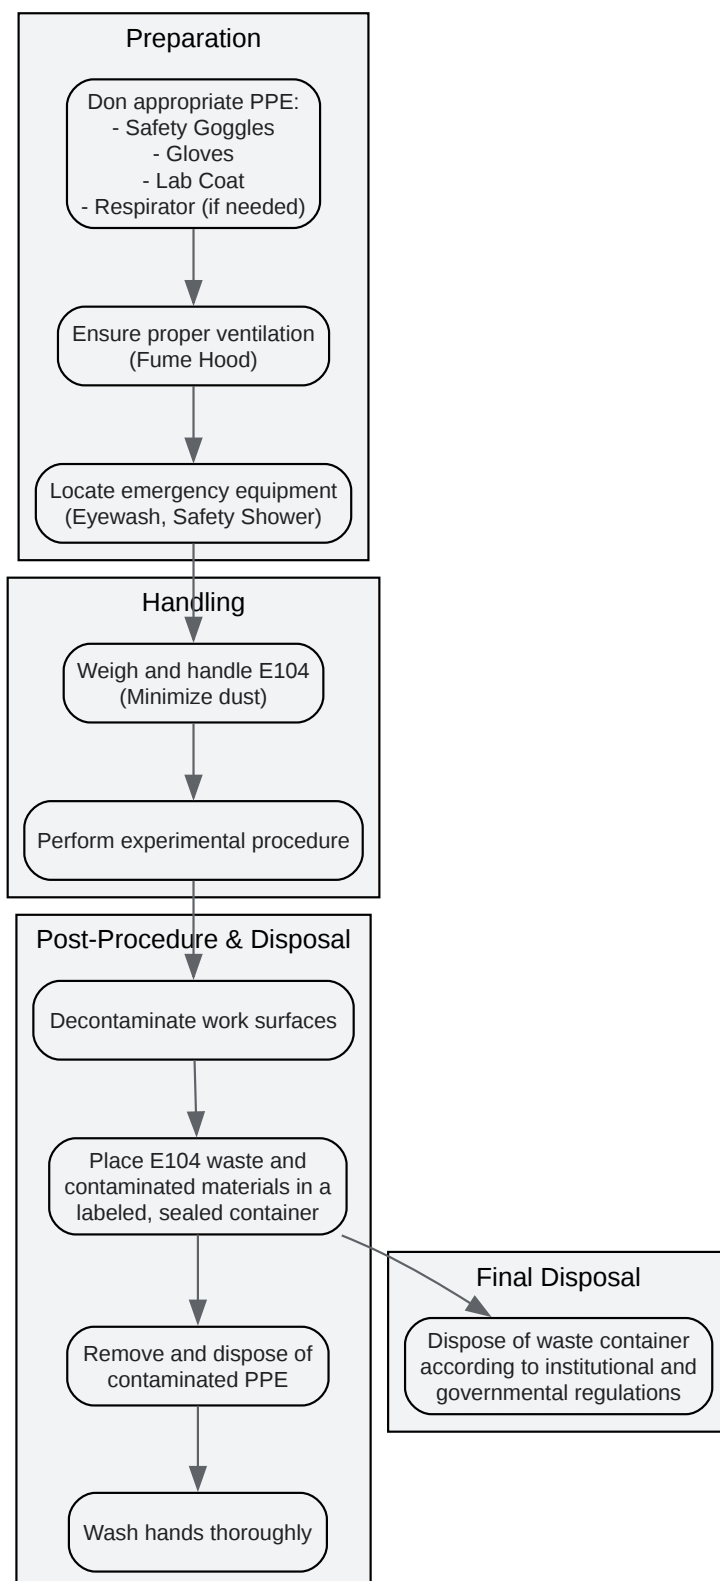 Preparation
Don appropriate PPE:
- Safety Goggles
- Gloves
- Lab Coat
- Respirator (if needed)
Ensure proper ventilation
(Fume Hood)
Locate emergency equipment
(Eyewash, Safety Shower)
Handling
Weigh and handle E104
(Minimize dust)
Perform experimental procedure
Post-Procedure & Disposal
Decontaminate work surfaces
Place E104 waste and
contaminated materials in a
labeled, sealed container
Final Disposal
Dispose of waste container
according to institutional and
governmental regulations
Remove and dispose of
contaminated PPE
Wash hands thoroughly